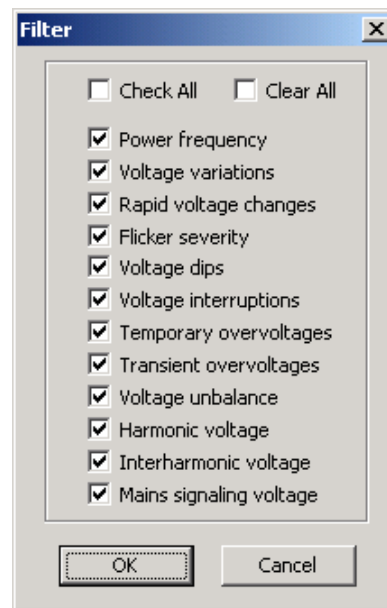 Filter
Check All Clear All
Power frequency
Voltage variations
Rapid voltage changes
Flicker severity
Voltage dips
Voltage interruptions
Temporary overvoltages
Transient overvoltages
Voltage unbalance
Harmonic voltage
Interharmonic voltage
Mains signaling voltage
OK Cancel